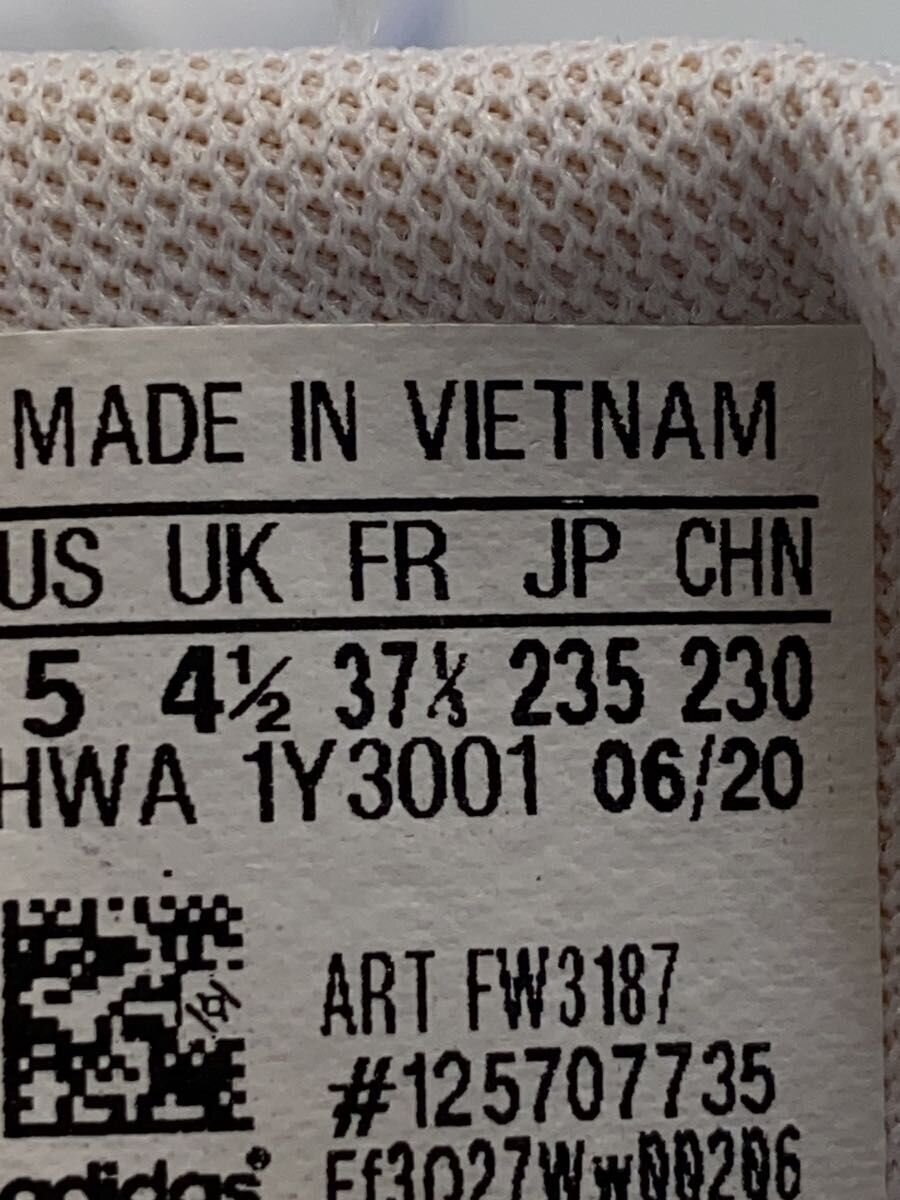 MADE IN VIETNAM
US UK FR JP CHN
5 4½ 37⅓ 235 230
HWA 1Y3001 06/20
ART FW3187
#125707735
adidas®